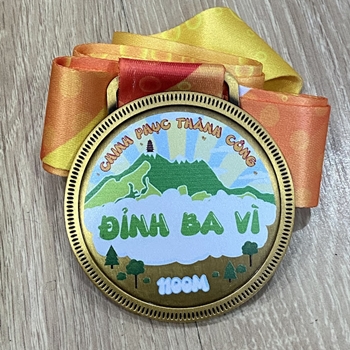 CHINH PHỤC THÀNH CÔNG
ĐỈNH BA VÌ
1100M